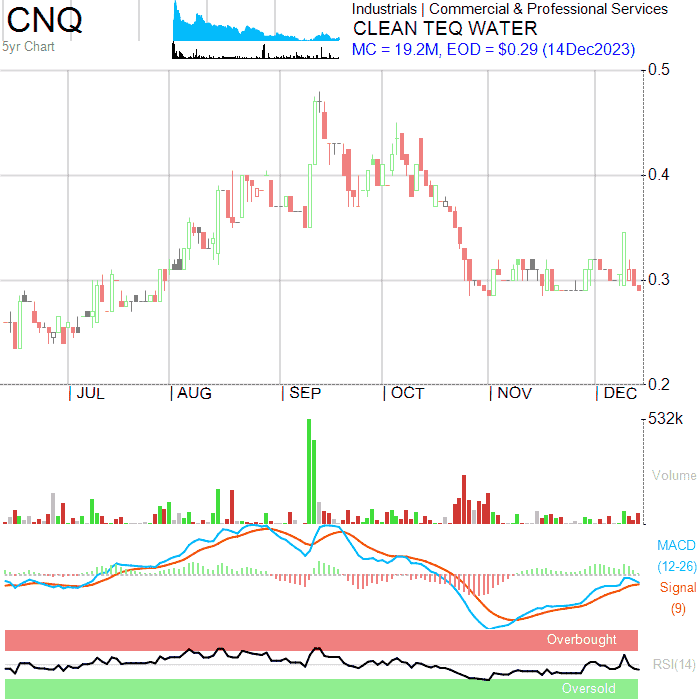 CNQ
5yr Chart
Industrials | Commercial & Professional Services
CLEAN TEQ WATER
MC = 19.2M, EOD = $0.29 (14Dec2023)
0.5
0.4
0.3
0.2
JUL AUG SEP OCT NOV DEC
532k
Volume
MACD
(12-26)
Signal
(9)
Overbought
RSI(14)
Oversold